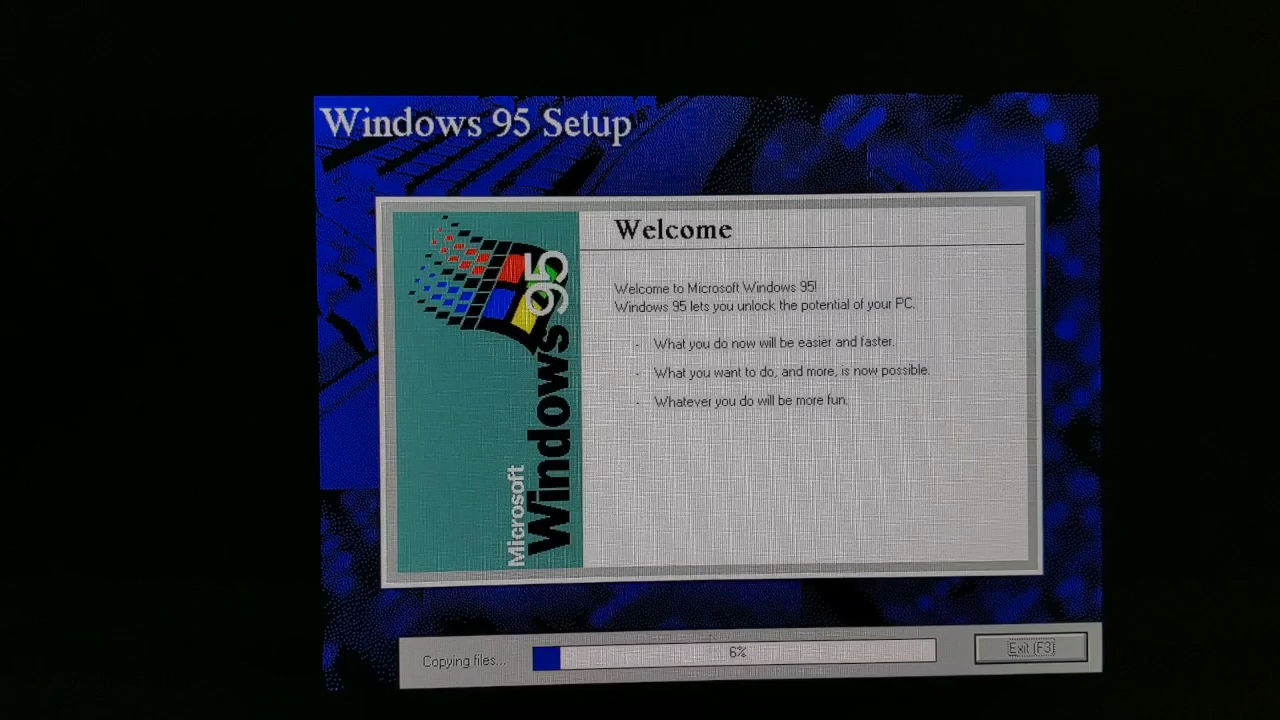 Windows 95 Setup
Welcome
Welcome to Microsoft Windows 95!
Windows 95 lets you unlock the potential of your PC.
- What you do now will be easier and faster.
- What you want to do, and more, is now possible.
- Whatever you do will be more fun.
Microsoft
Windows 95
Copying files...
6%
Exit (F3)